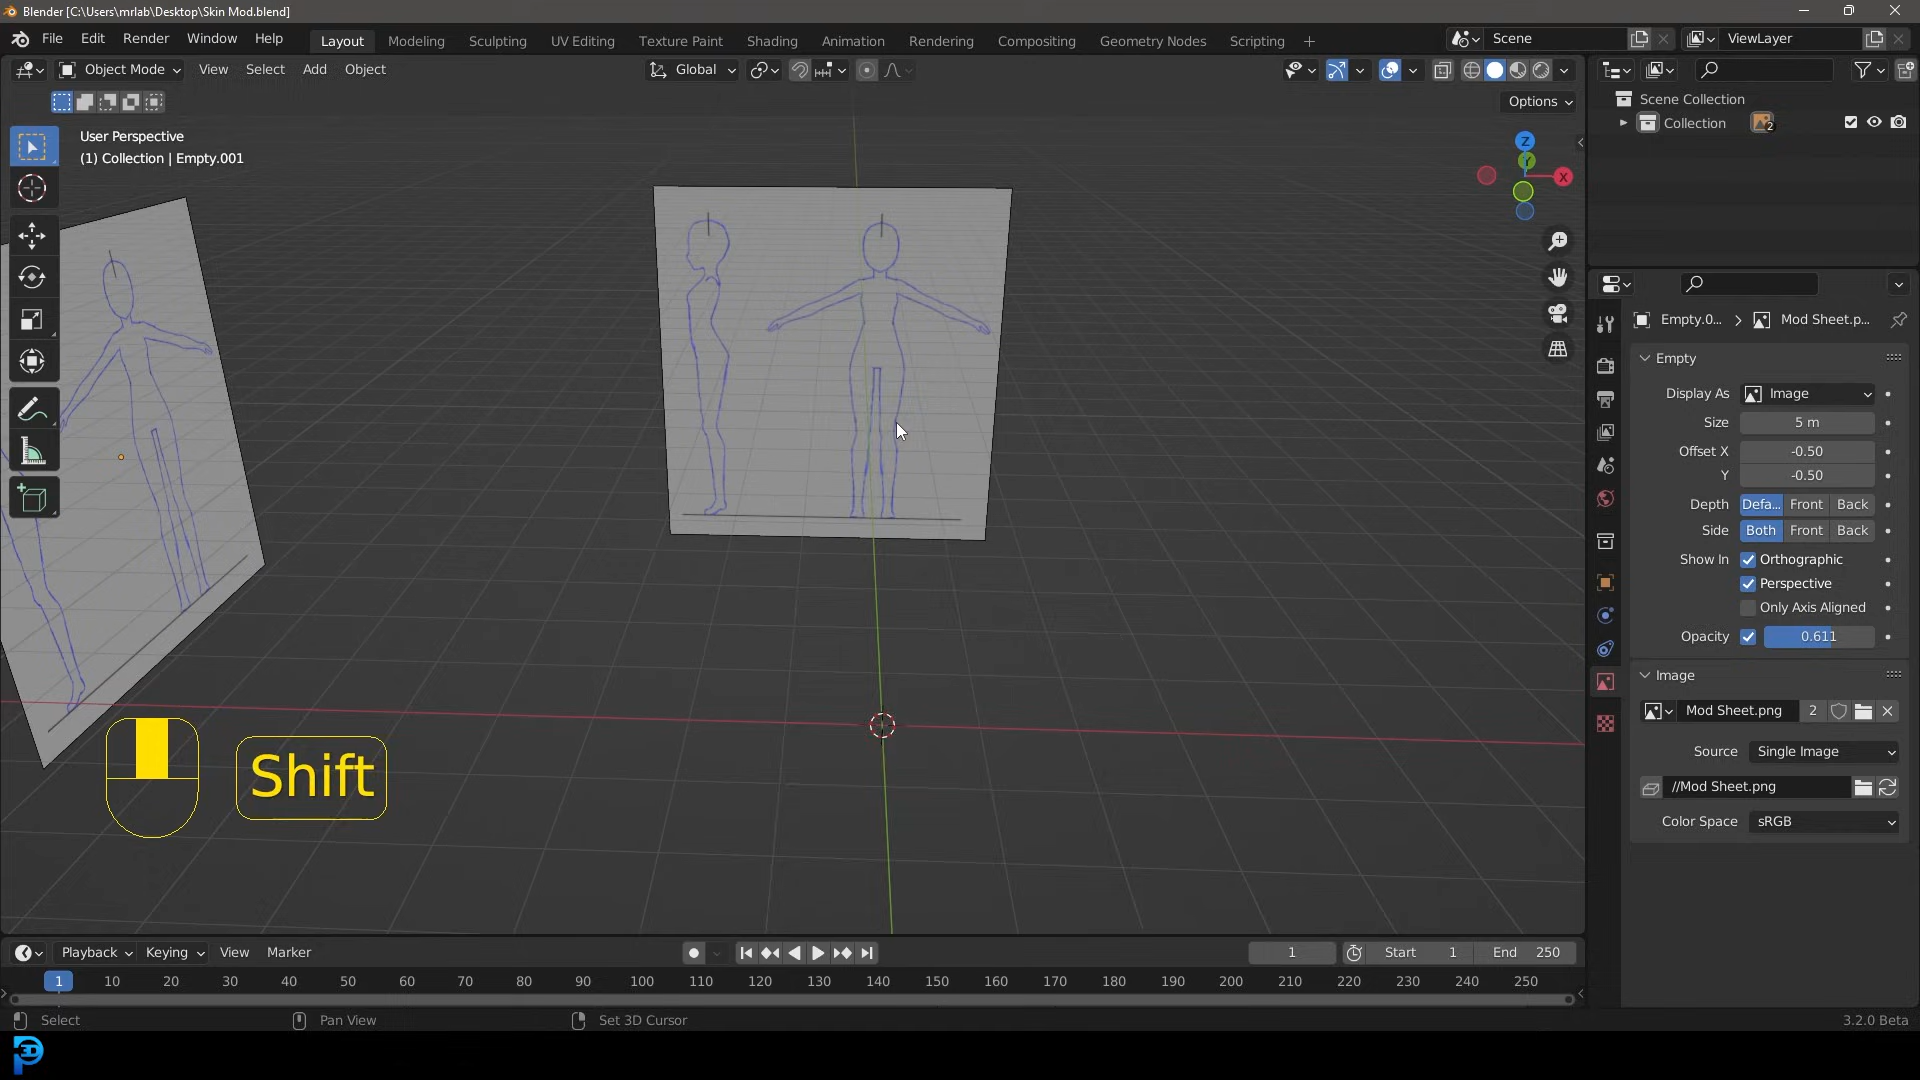 Blender [C:\Users\mrlab\Desktop\Skin Mod.blend]
File Edit Render Window Help
Layout Modeling Sculpting UV Editing Texture Paint Shading Animation Rendering Compositing Geometry Nodes Scripting
Scene
ViewLayer
Object Mode View Select Add Object
Global
Options
User Perspective
(1) Collection | Empty.001
Z
Y
X
Scene Collection
Collection
2
Empty.0... > Mod Sheet.p...
Empty
Display As Image
Size 5 m
Offset X -0.50
Y -0.50
Depth Defa... Front Back
Side Both Front Back
Show In Orthographic
Perspective
Only Axis Aligned
Opacity 0.611
Image
Mod Sheet.png 2
Source Single Image
//Mod Sheet.png
Color Space sRGB
Shift
Playback Keying View Marker
1 Start 1 End 250
1 10 20 30 40 50 60 70 80 90 100 110 120 130 140 150 160 170 180 190 200 210 220 230 240 250
Select Pan View Set 3D Cursor 3.2.0 Beta
3D